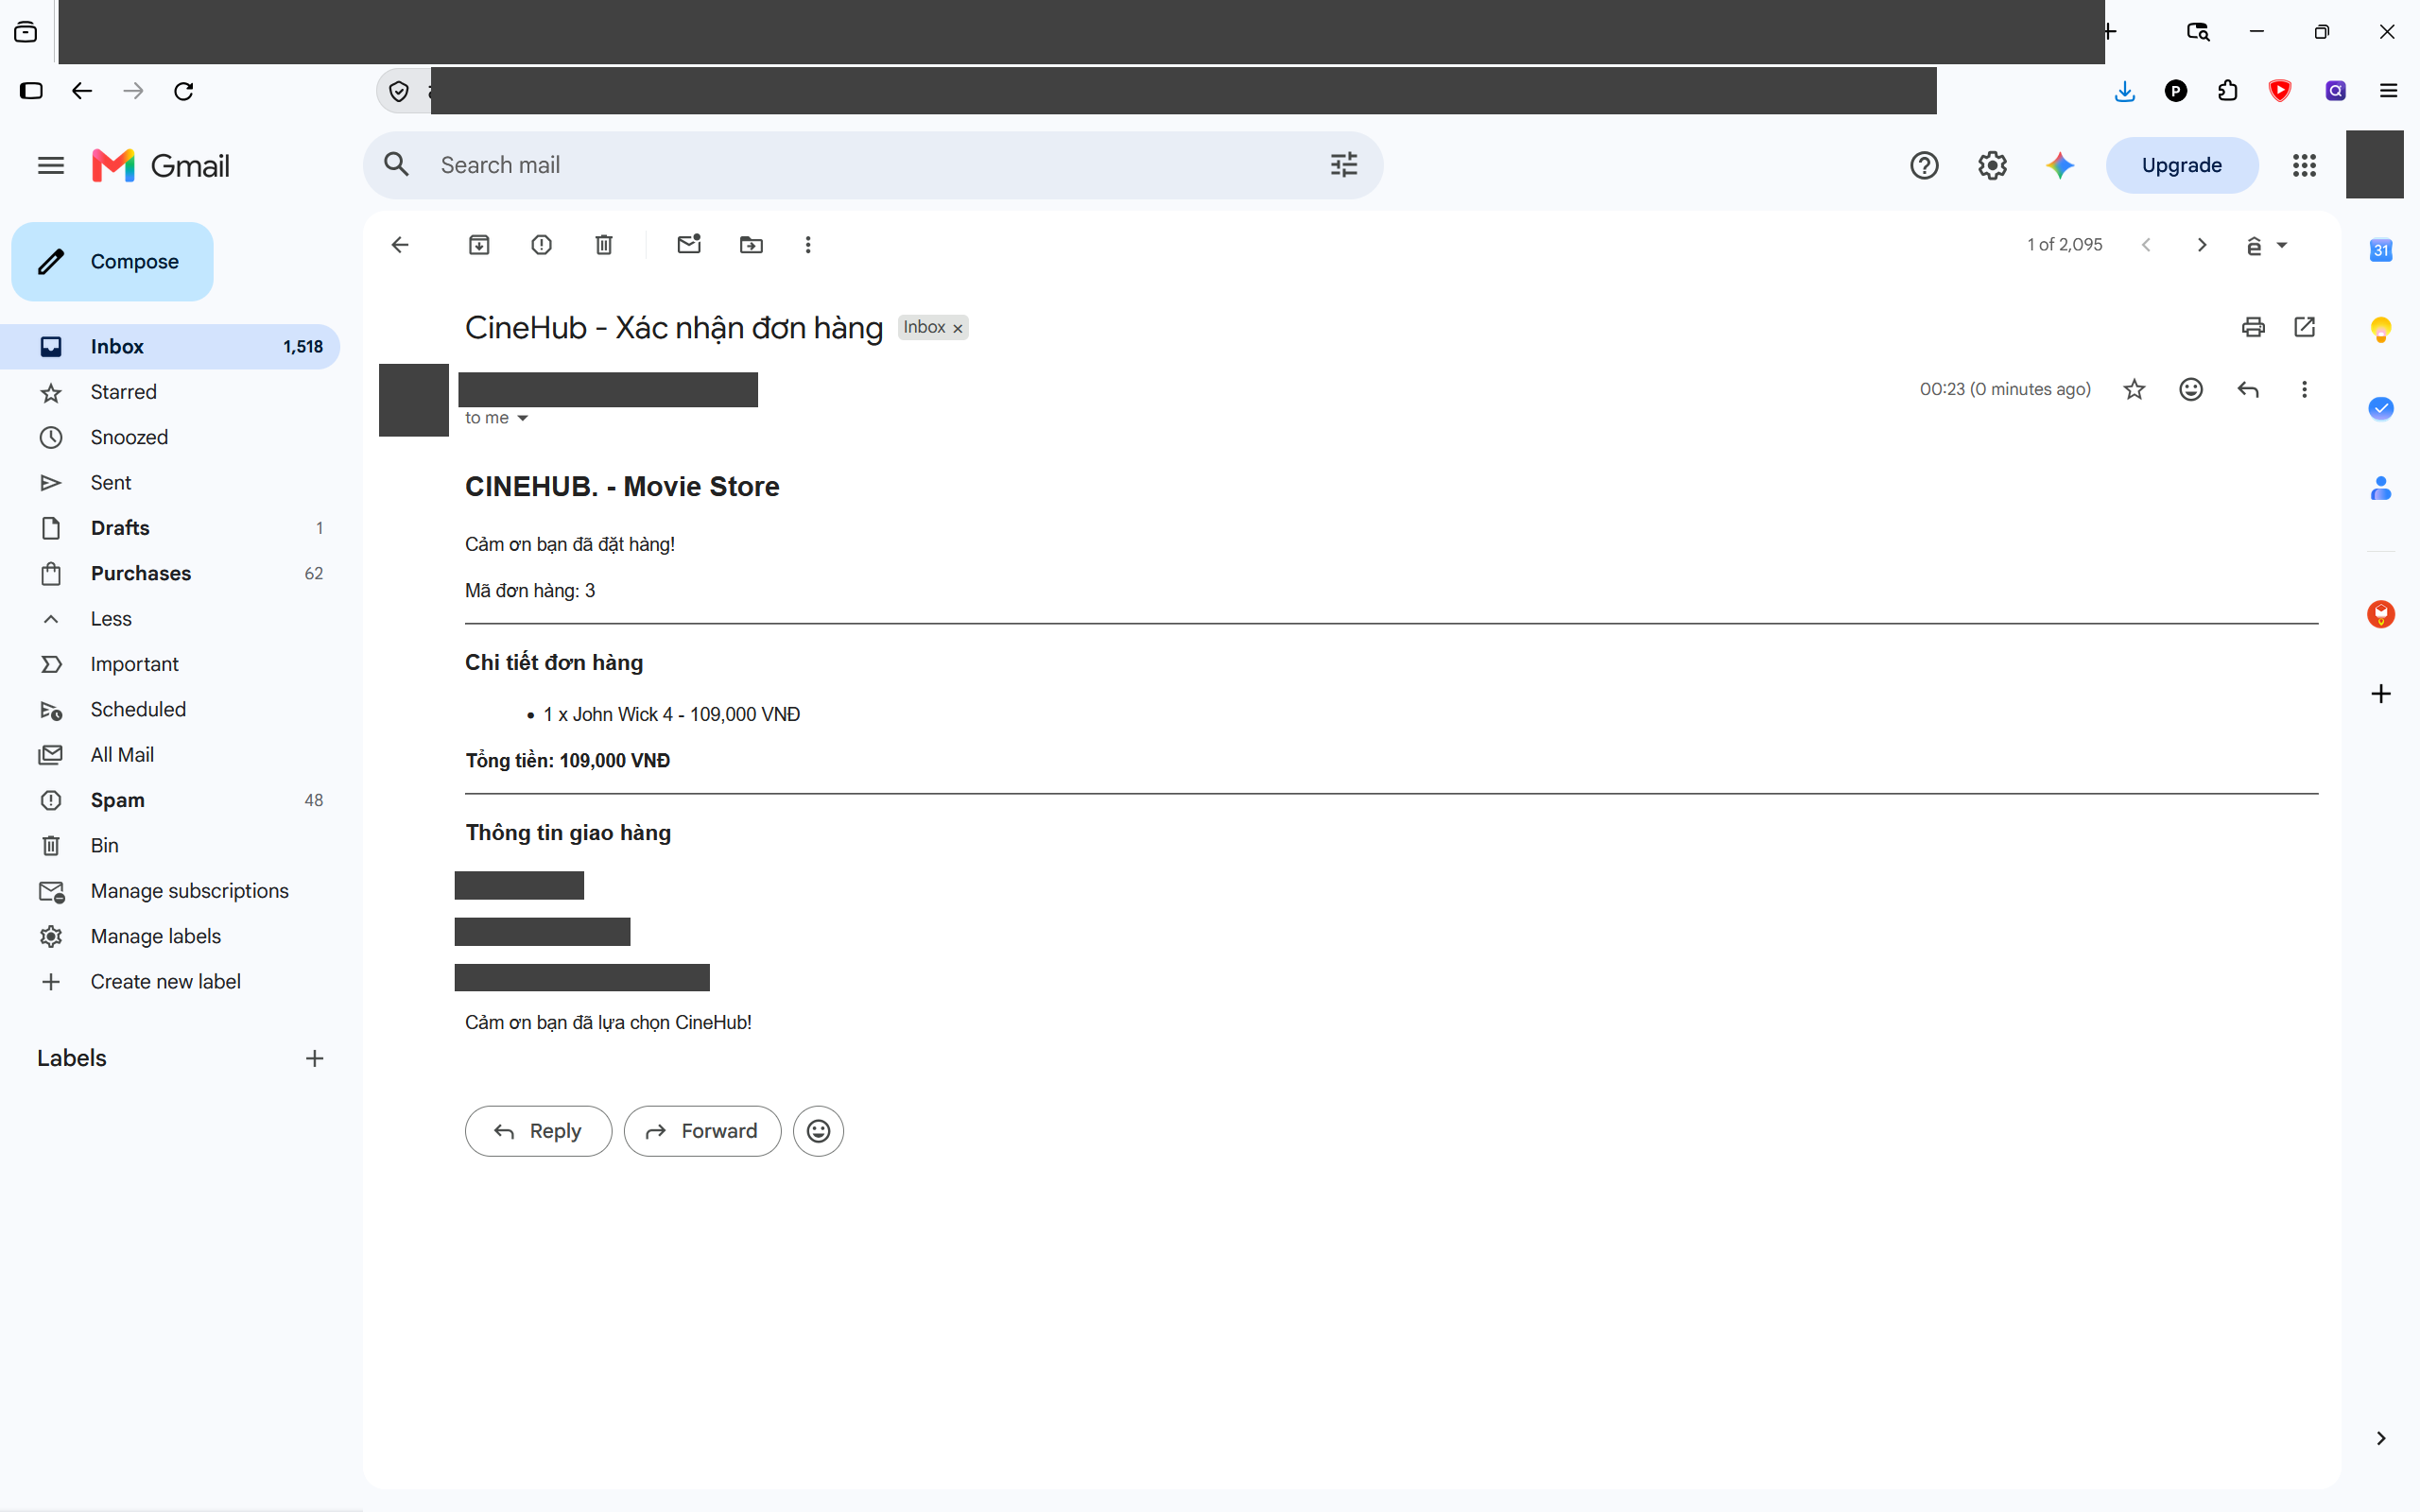 Gmail
Search mail
Upgrade
Compose
1 of 2,095
Inbox 1,518
Starred
Snoozed
Sent
Drafts 1
Purchases 62
Less
Important
Scheduled
All Mail
Spam 48
Bin
Manage subscriptions
Manage labels
Create new label
Labels
CineHub - Xác nhận đơn hàng Inbox x
00:23 (0 minutes ago)
to me
CINEHUB. - Movie Store
Cảm ơn bạn đã đặt hàng!
Mã đơn hàng: 3
Chi tiết đơn hàng
• 1 x John Wick 4 - 109,000 VNĐ
Tổng tiền: 109,000 VNĐ
Thông tin giao hàng
Cảm ơn bạn đã lựa chọn CineHub!
Reply
Forward
31
P
ê